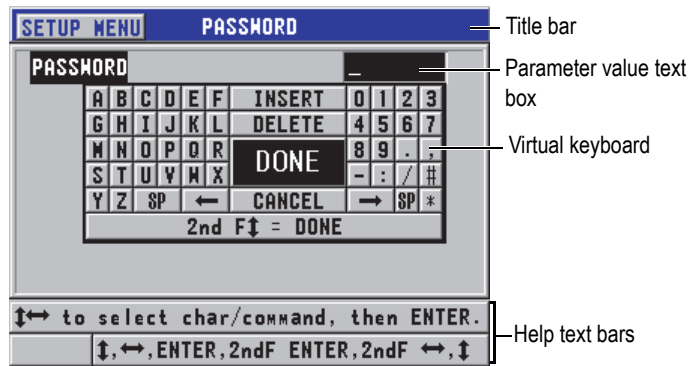 SETUP MENU PASSWORD
Title bar
PASSWORD _
Parameter value text
box
A B C D E F INSERT 0 1 2 3
G H I J K L DELETE 4 5 6 7
M N O P Q R DONE 8 9 . ,
Virtual keyboard
S T U V W X - : / #
Y Z SP ← CANCEL → SP *
2nd F↕ = DONE
↕↔ to select char/command, then ENTER.
Help text bars
↕,↔,ENTER,2ndF ENTER,2ndF ↔,↕